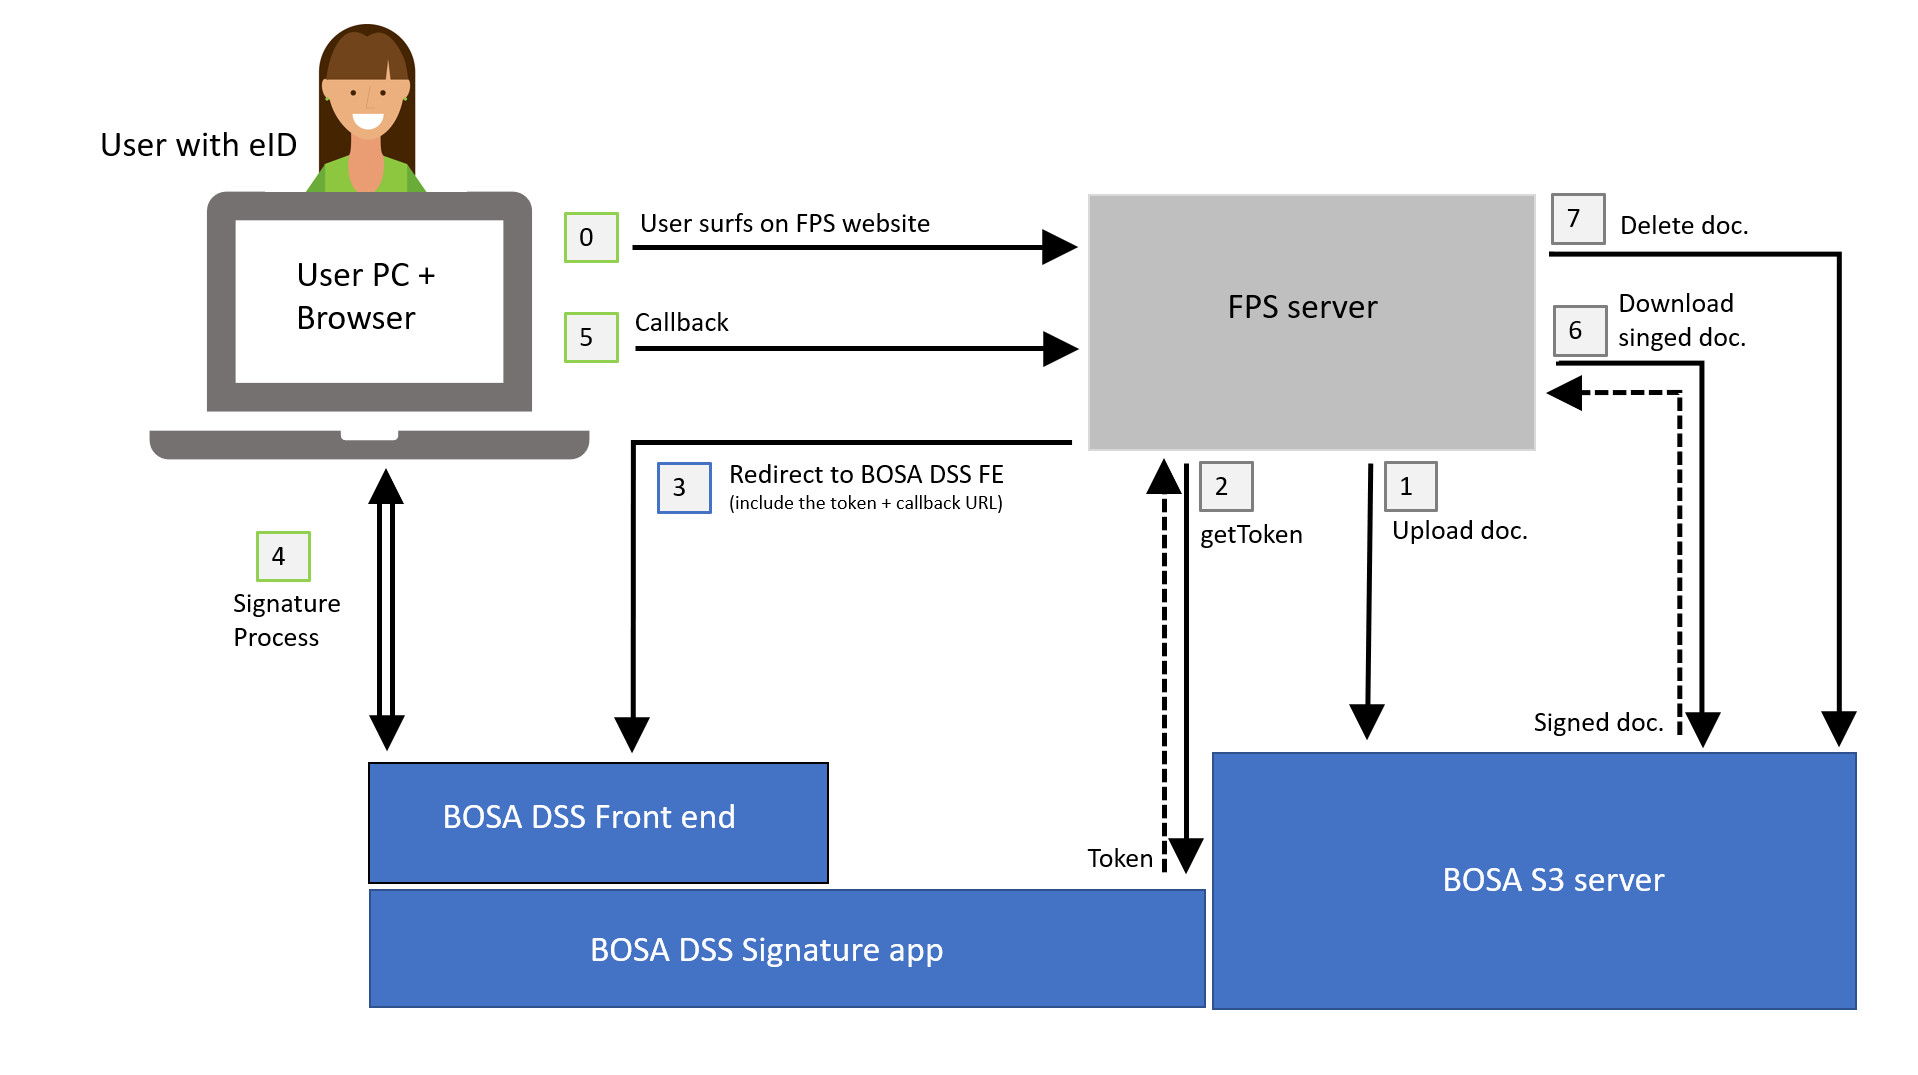 User with eID
User PC +
Browser
0
User surfs on FPS website
5
Callback
FPS server
7
Delete doc.
6
Download
singed doc.
3
Redirect to BOSA DSS FE
(include the token + callback URL)
2
getToken
1
Upload doc.
4
Signature
Process
Signed doc.
Token
BOSA DSS Front end
BOSA DSS Signature app
BOSA S3 server